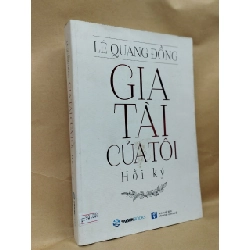 LÊ QUANG ĐỒNG
GIA
TÀI
CỦA TÔI
Hồi ký